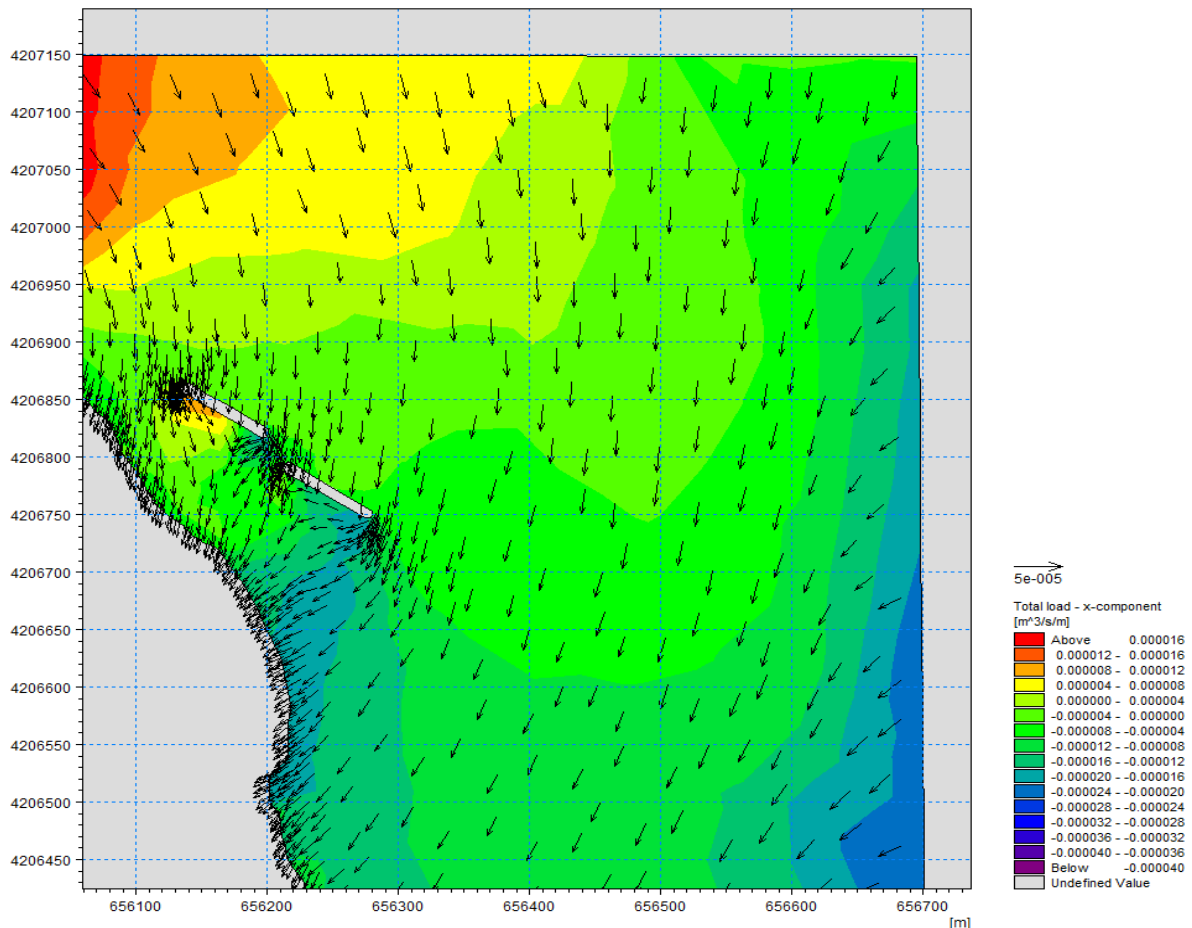 4207150
4207100
4207050
4207000
4206950
4206900
4206850
4206800
4206750
4206700
4206650
4206600
4206550
4206500
4206450
656100 656200 656300 656400 656500 656600 656700
[m]
5e-005
Total load - x-component
[m^3/s/m]
Above 0.000016
0.000012 - 0.000016
0.000008 - 0.000012
0.000004 - 0.000008
0.000000 - 0.000004
-0.000004 - 0.000000
-0.000008 - -0.000004
-0.000012 - -0.000008
-0.000016 - -0.000012
-0.000020 - -0.000016
-0.000024 - -0.000020
-0.000028 - -0.000024
-0.000032 - -0.000028
-0.000036 - -0.000032
-0.000040 - -0.000036
Below -0.000040
Undefined Value